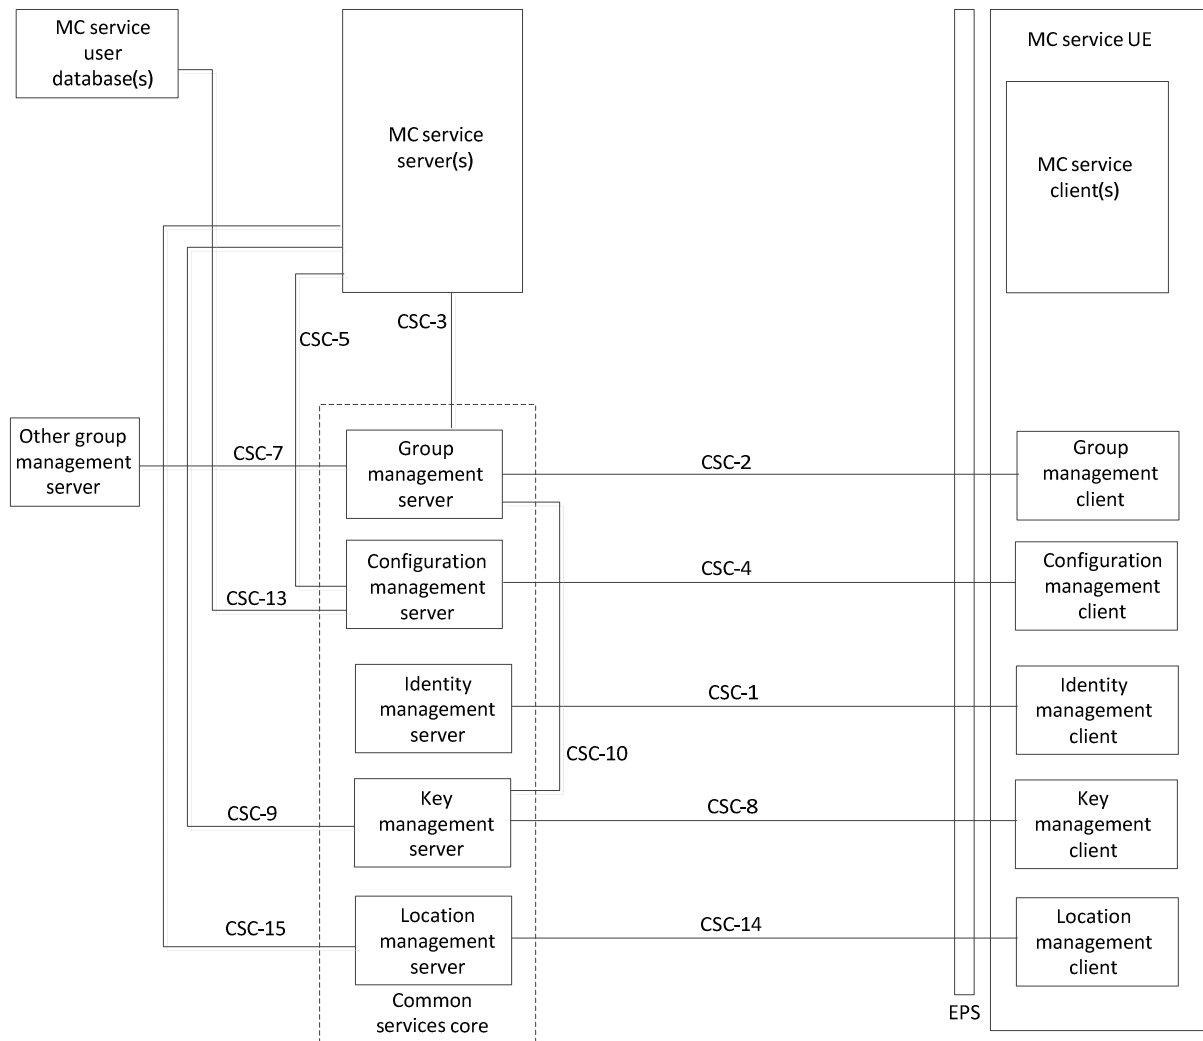 MC service
user
database(s)
MC service
server(s)
MC service UE
MC service
client(s)
CSC-3
CSC-5
Other group
management
server
CSC-7
Group
management
server
CSC-2
Group
management
client
Configuration
management
server
CSC-4
Configuration
management
client
CSC-13
Identity
management
server
CSC-1
Identity
management
client
CSC-10
CSC-9
Key
management
server
CSC-8
Key
management
client
CSC-15
Location
management
server
CSC-14
Location
management
client
Common
services core
EPS